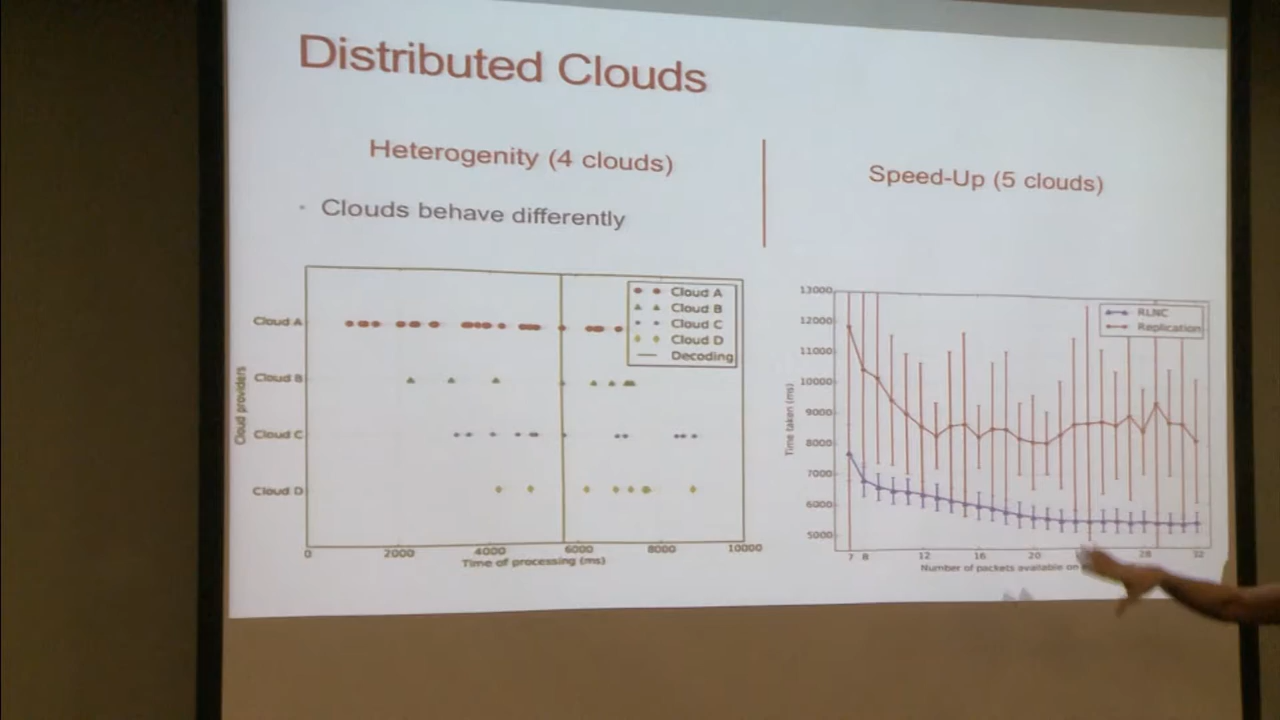 Distributed Clouds
Heterogenity (4 clouds)
Clouds behave differently
Cloud providers
Cloud A
Cloud B
Cloud C
Cloud D
0 2000 4000 6000 8000 10000
Time of processing (ms)
Cloud A
Cloud B
Cloud C
Cloud D
Decoding
Speed-Up (5 clouds)
Time taken (ms)
13000
12000
11000
10000
9000
8000
7000
6000
5000
7 8 12 16 20 28 32
Number of packets available on
RLNC
Replication